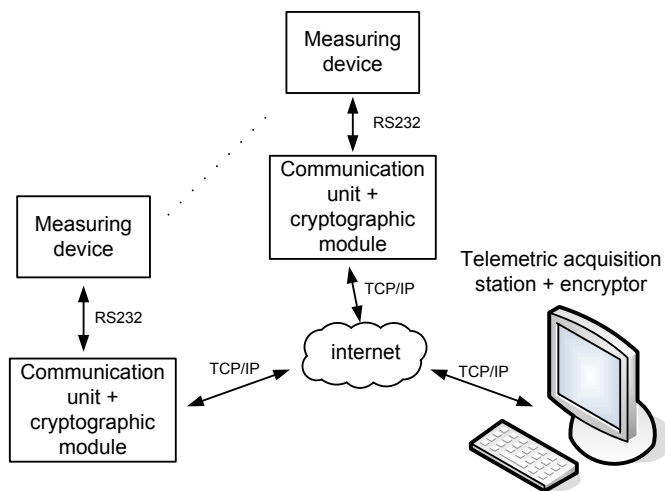 Measuring
device
RS232
Communication
unit +
cryptographic
module
Measuring
device
RS232
Communication
unit +
cryptographic
module
TCP/IP
internet
TCP/IP
TCP/IP
Telemetric acquisition
station + encryptor